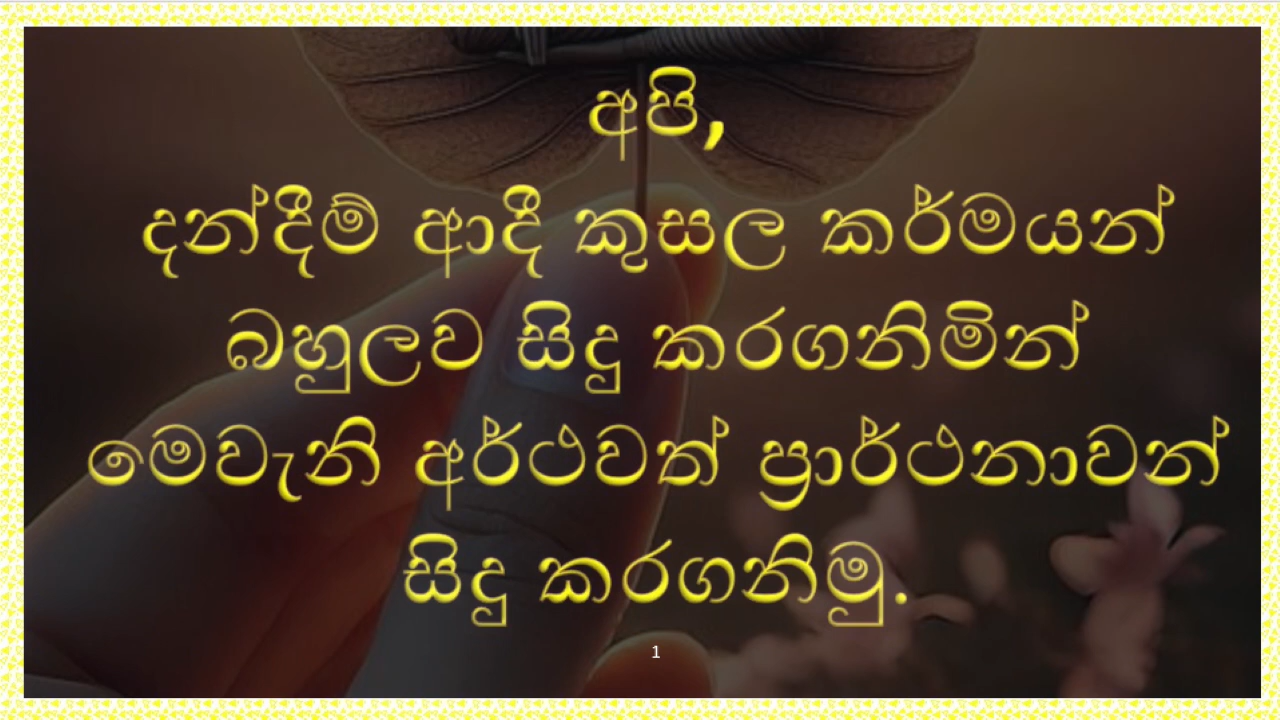 අපි,
දන්දීම් ආදී කුසල කර්මයන්
බහුලව සිදු කරගනිමින්
මෙවැනි අර්ථවත් ප්‍රාර්ථනාවන්
සිදු කරගනිමු.
1